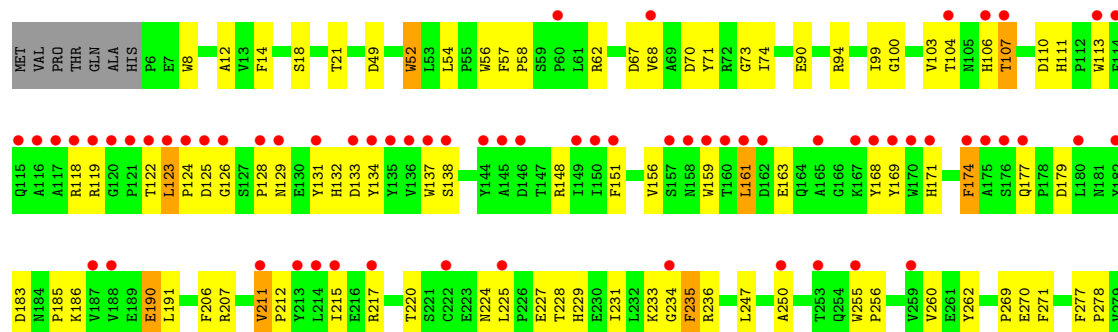 MET VAL PRO THR GLN ALA HIS P6 E7 W8 A12 V13 F14 S18 T21 D49 W52 L53 L54 P55 W56 F57 P58 S59 P60 L61 R62 D67 V68 A69 D70 Y71 R72 G73 I74 E90 R94 I99 G100 V103 T104 N105 H106 T107 D110 H111 P112 W113
Q115 A116 A117 R118 R119 G120 P121 T122 L123 P124 D125 G126 S127 P128 N129 E130 Y131 H132 D133 Y134 Y135 V136 W137 S138 Y144 A145 D146 T147 R148 I149 I150 F151 V156 S157 N158 W159 T160 L161 D162 E163 Q164 A165 G166 K167 Y168 Y169 W170 H171 F174 A175 S176 Q177 P178 D179 L180 N181
D183 N184 P185 K186 V187 V188 E189 E190 L191 F206 R207 V211 P212 Y213 L214 I215 E216 R217 T220 S221 C222 E223 N224 L225 P226 E227 T228 H229 E230 I231 L232 K233 G234 F235 R236 L247 A250 T253 Q254 W255 P256 V259 V260 E261 Y262 P269 E270 F271 F277 P278